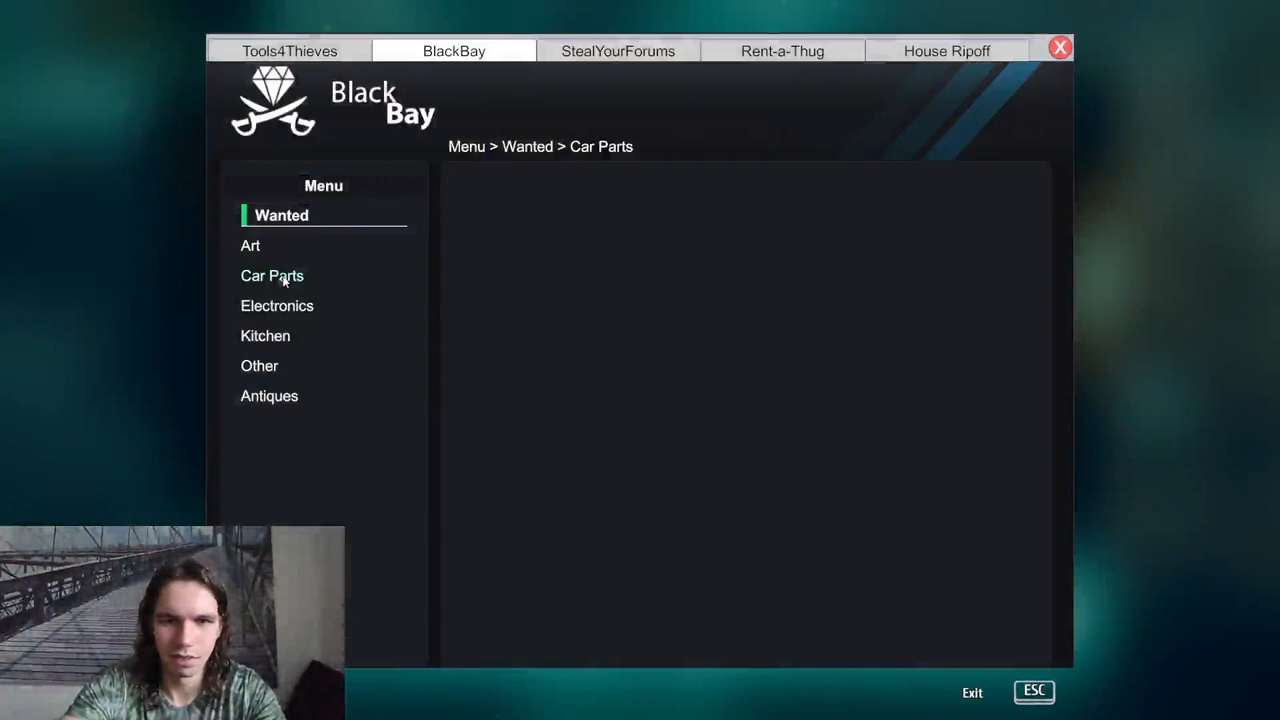 Tools4Thieves
BlackBay
StealYourForums
Rent-a-Thug
House Ripoff
X
Black
Bay
Menu > Wanted > Car Parts
Menu
Wanted
Art
Car Parts
Electronics
Kitchen
Other
Antiques
Exit
ESC